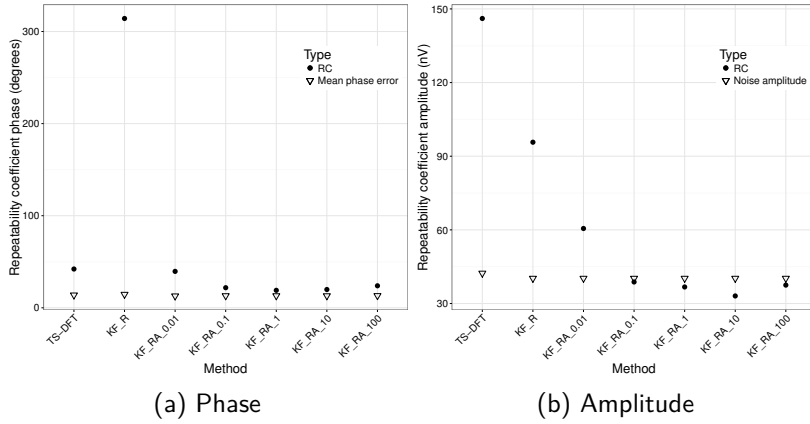 Repeatability coefficient phase (degrees)
300
200
100
0
Type
RC
Mean phase error
TS−DFT
KF_R
KF_RA_0.01
KF_RA_0.1
KF_RA_1
KF_RA_10
KF_RA_100
Method
(a) Phase
Repeatability coefficient amplitude (nV)
150
120
90
60
30
Type
RC
Noise amplitude
TS−DFT
KF_R
KF_RA_0.01
KF_RA_0.1
KF_RA_1
KF_RA_10
KF_RA_100
Method
(b) Amplitude